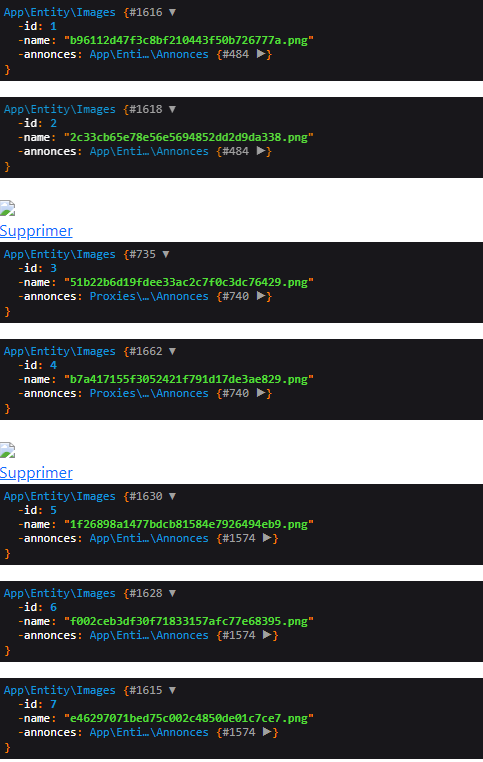 App\Entity\Images {#1616 ▼
-id: 1
-name: "b96112d47f3c8bf210443f50b726777a.png"
-annonces: App\Enti…\Annonces {#484 ▶}
}
App\Entity\Images {#1618 ▼
-id: 2
-name: "2c33cb65e78e56e5694852dd2d9da338.png"
-annonces: App\Enti…\Annonces {#484 ▶}
}
Supprimer
App\Entity\Images {#735 ▼
-id: 3
-name: "51b22b6d19fdee33ac2c7f0c3dc76429.png"
-annonces: Proxies\…\Annonces {#740 ▶}
}
App\Entity\Images {#1662 ▼
-id: 4
-name: "b7a417155f3052421f791d17de3ae829.png"
-annonces: Proxies\…\Annonces {#740 ▶}
}
Supprimer
App\Entity\Images {#1630 ▼
-id: 5
-name: "1f26898a1477bdcb81584e7926494eb9.png"
-annonces: App\Enti…\Annonces {#1574 ▶}
}
App\Entity\Images {#1628 ▼
-id: 6
-name: "f002ceb3df30f71833157afc77e68395.png"
-annonces: App\Enti…\Annonces {#1574 ▶}
}
App\Entity\Images {#1615 ▼
-id: 7
-name: "e46297071bed75c002c4850de01c7ce7.png"
-annonces: App\Enti…\Annonces {#1574 ▶}
}